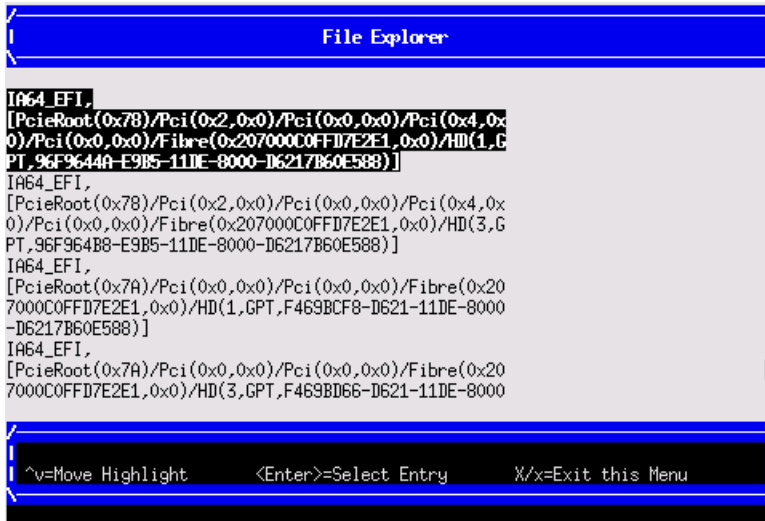 File Explorer
IA64_EFI,
[PcieRoot(0x78)/Pci(0x2,0x0)/Pci(0x0,0x0)/Pci(0x4,0x
0)/Pci(0x0,0x0)/Fibre(0x207000C0FFD7E2E1,0x0)/HD(1,G
PT,96F9644A-E9B5-11DE-8000-D6217B60E588)]
IA64_EFI,
[PcieRoot(0x78)/Pci(0x2,0x0)/Pci(0x0,0x0)/Pci(0x4,0x
0)/Pci(0x0,0x0)/Fibre(0x207000C0FFD7E2E1,0x0)/HD(3,G
PT,96F964B8-E9B5-11DE-8000-D6217B60E588)]
IA64_EFI,
[PcieRoot(0x7A)/Pci(0x0,0x0)/Pci(0x0,0x0)/Fibre(0x20
7000C0FFD7E2E1,0x0)/HD(1,GPT,F469BCF8-D621-11DE-8000
-D6217B60E588)]
IA64_EFI,
[PcieRoot(0x7A)/Pci(0x0,0x0)/Pci(0x0,0x0)/Fibre(0x20
7000C0FFD7E2E1,0x0)/HD(3,GPT,F469BD66-D621-11DE-8000
^v=Move Highlight <Enter>=Select Entry X/x=Exit this Menu